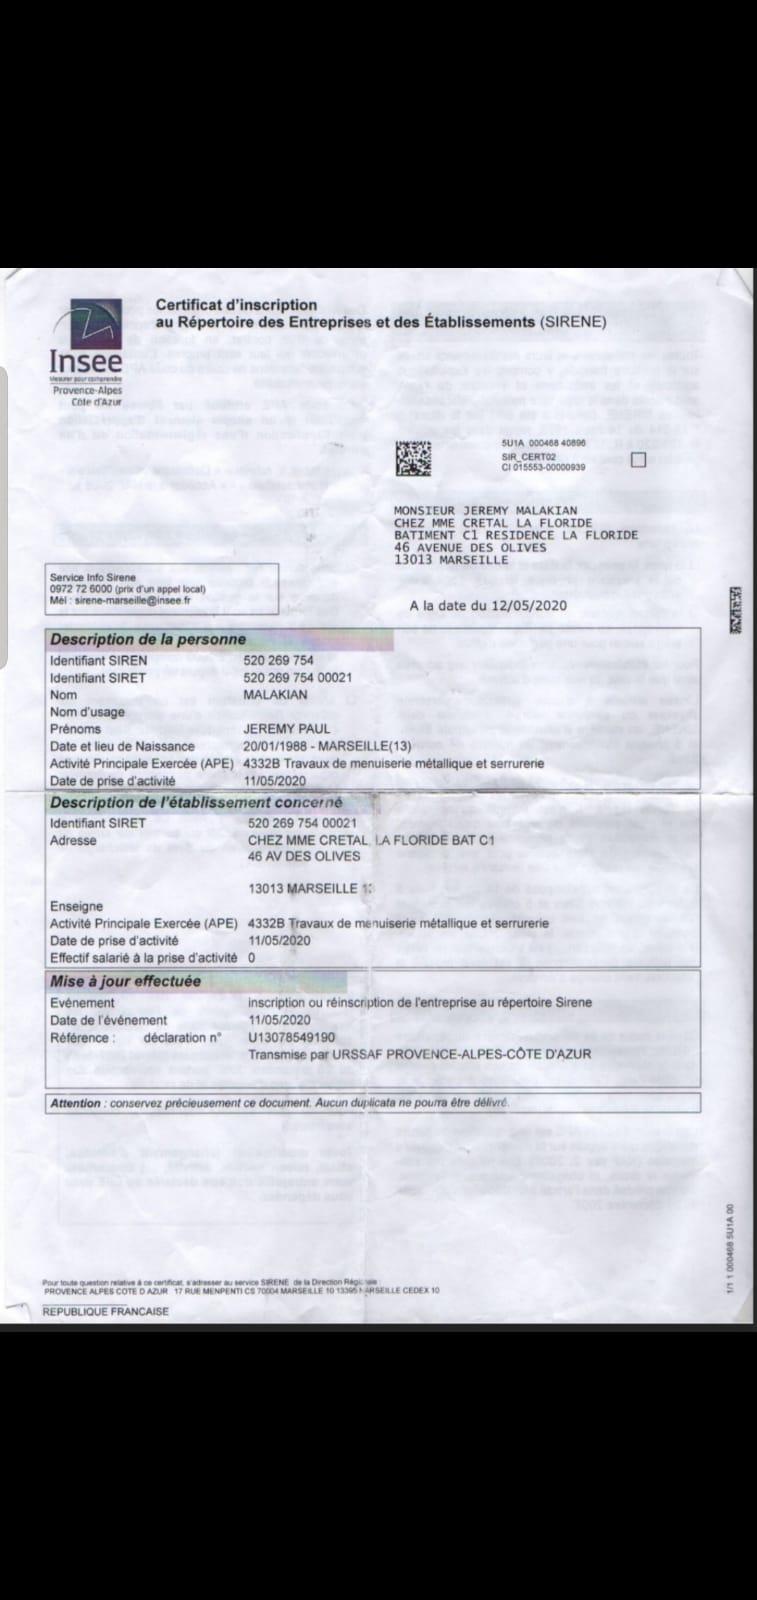 Certificat d'inscription
au Répertoire des Entreprises et des Établissements (SIRENE)
Insee
Mesurer pour comprendre
Provence-Alpes
Côte d'Azur
5U1A 000468 40896
SIR_CERT02
CI 015553-00000939
MONSIEUR JEREMY MALAKIAN
CHEZ MME CRETAL LA FLORIDE
BATIMENT C1 RESIDENCE LA FLORIDE
46 AVENUE DES OLIVES
13013 MARSEILLE
Service Info Sirene
0972 72 6000 (prix d'un appel local)
Mél : sirene-marseille@insee.fr
A la date du 12/05/2020
Description de la personne
Identifiant SIREN 520 269 754
Identifiant SIRET 520 269 754 00021
Nom MALAKIAN
Nom d'usage
Prénoms JEREMY PAUL
Date et lieu de Naissance 20/01/1988 - MARSEILLE(13)
Activité Principale Exercée (APE) 4332B Travaux de menuiserie métallique et serrurerie
Date de prise d'activité 11/05/2020
Description de l'établissement concerné
Identifiant SIRET 520 269 754 00021
Adresse CHEZ MME CRETAL LA FLORIDE BAT C1
46 AV DES OLIVES
13013 MARSEILLE 13
Enseigne
Activité Principale Exercée (APE) 4332B Travaux de menuiserie métallique et serrurerie
Date de prise d'activité 11/05/2020
Effectif salarié à la prise d'activité 0
Mise à jour effectuée
Evénement inscription ou réinscription de l'entreprise au répertoire Sirene
Date de l'événement 11/05/2020
Référence : déclaration n° U13078549190
Transmise par URSSAF PROVENCE-ALPES-CÔTE D'AZUR
Attention : conservez précieusement ce document. Aucun duplicata ne pourra être délivré.
1/1 1 000468 5U1A 00
Pour toute question relative à ce certificat, s'adresser au service SIRENE de la Direction Régionale :
PROVENCE ALPES COTE D AZUR 17 RUE MENPENTI CS 70004 MARSEILLE 10 13395 MARSEILLE CEDEX 10
REPUBLIQUE FRANCAISE